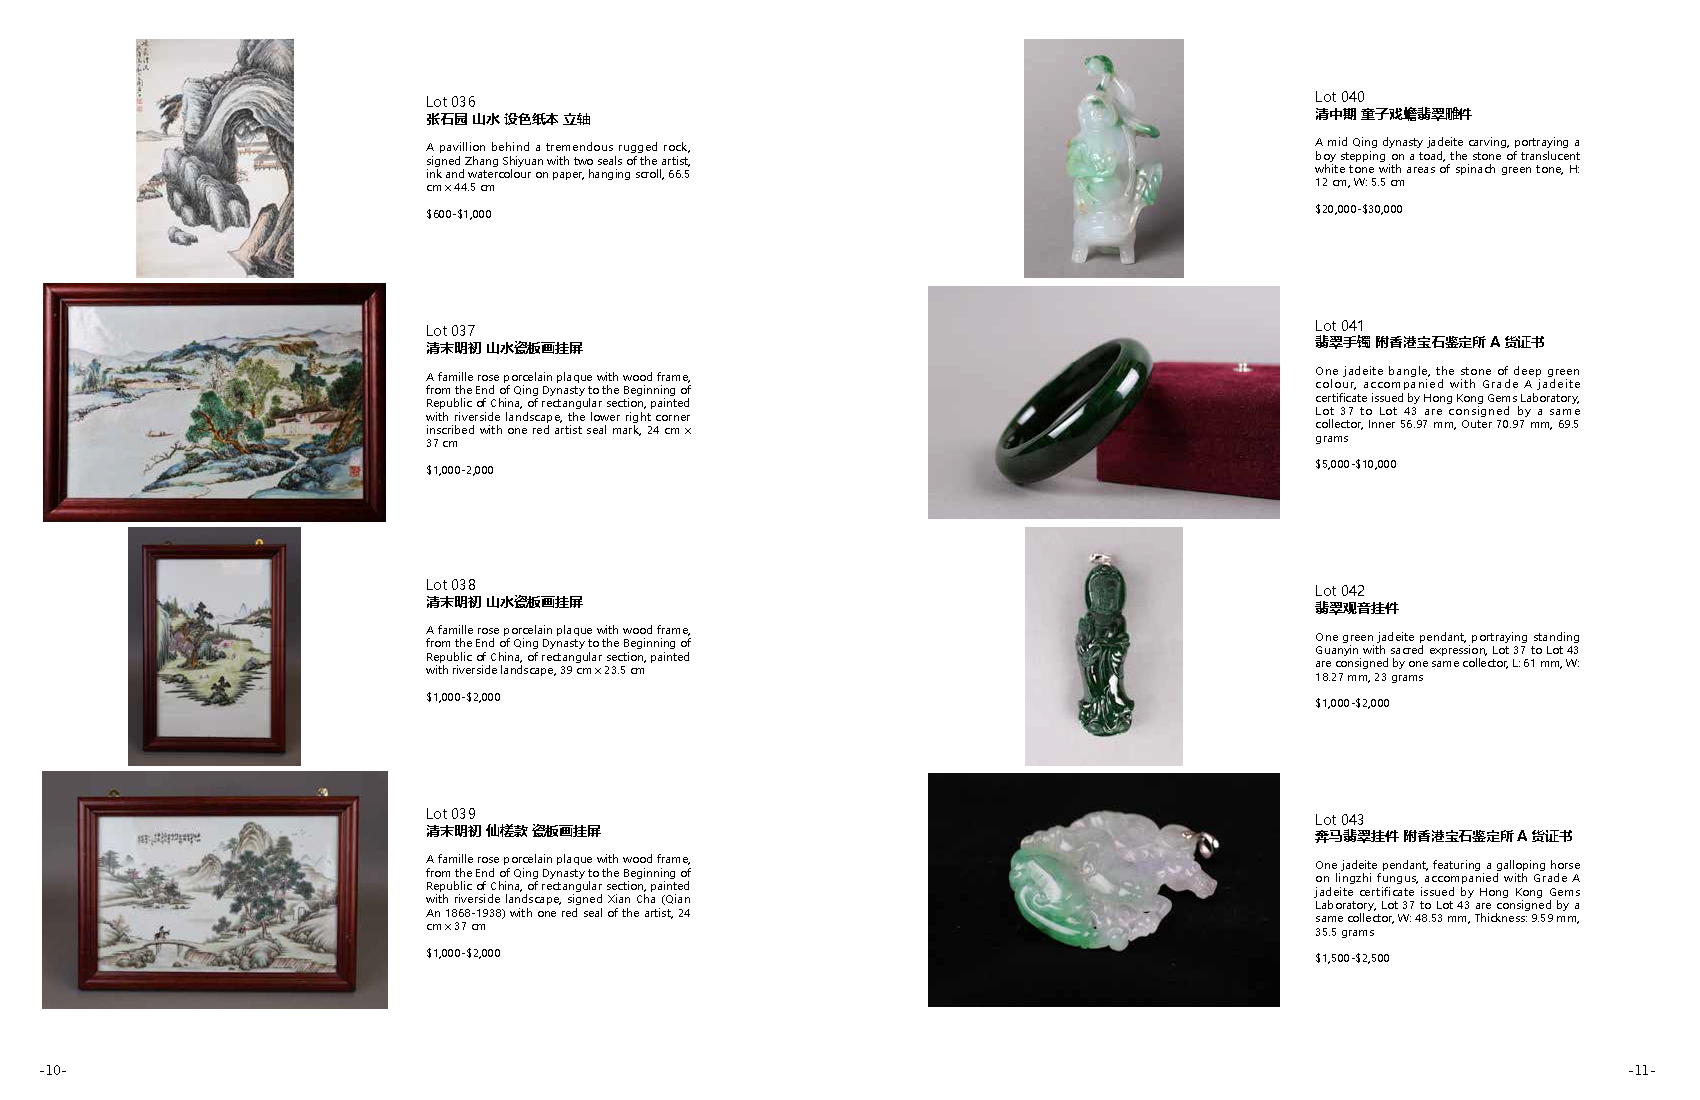 Lot 036
张石园 山水 设色纸本 立轴
A pavillion behind a tremendous rugged rock,
signed Zhang Shiyuan with two seals of the artist,
ink and watercolour on paper, hanging scroll, 66.5
cm x 44.5 cm
$600-$1,000
Lot 037
清末明初 山水瓷板画挂屏
A famille rose porcelain plaque with wood frame,
from the End of Qing Dynasty to the Beginning of
Republic of China, of rectangular section, painted
with riverside landscape, the lower right corner
inscribed with one red artist seal mark, 24 cm x
37 cm
$1,000-2,000
Lot 038
清末明初 山水瓷板画挂屏
A famille rose porcelain plaque with wood frame,
from the End of Qing Dynasty to the Beginning of
Republic of China, of rectangular section, painted
with riverside landscape, 39 cm x 23.5 cm
$1,000-$2,000
Lot 039
清末明初 仙槎款 瓷板画挂屏
A famille rose porcelain plaque with wood frame,
from the End of Qing Dynasty to the Beginning of
Republic of China, of rectangular section, painted
with riverside landscape, signed Xian Cha (Qian
An 1868-1938) with one red seal of the artist, 24
cm x 37 cm
$1,000-$2,000
-10-
Lot 040
清中期 童子戏蟾翡翠雕件
A mid Qing dynasty jadeite carving, portraying a
boy stepping on a toad, the stone of translucent
white tone with areas of spinach green tone, H:
12 cm, W: 5.5 cm
$20,000-$30,000
Lot 041
翡翠手镯 附香港宝石鉴定所 A 货证书
One jadeite bangle, the stone of deep green
colour, accompanied with Grade A jadeite
certificate issued by Hong Kong Gems Laboratory,
Lot 37 to Lot 43 are consigned by a same
collector, Inner 56.97 mm, Outer 70.97 mm, 69.5
grams
$5,000-$10,000
Lot 042
翡翠观音挂件
One green jadeite pendant, portraying standing
Guanyin with sacred expression, Lot 37 to Lot 43
are consigned by one same collector, L: 61 mm, W:
18.27 mm, 23 grams
$1,000-$2,000
Lot 043
奔马翡翠挂件 附香港宝石鉴定所 A 货证书
One jadeite pendant, featuring a galloping horse
on lingzhi fungus, accompanied with Grade A
jadeite certificate issued by Hong Kong Gems
Laboratory, Lot 37 to Lot 43 are consigned by a
same collector, W: 48.53 mm, Thickness: 9.59 mm,
35.5 grams
$1,500-$2,500
-11-